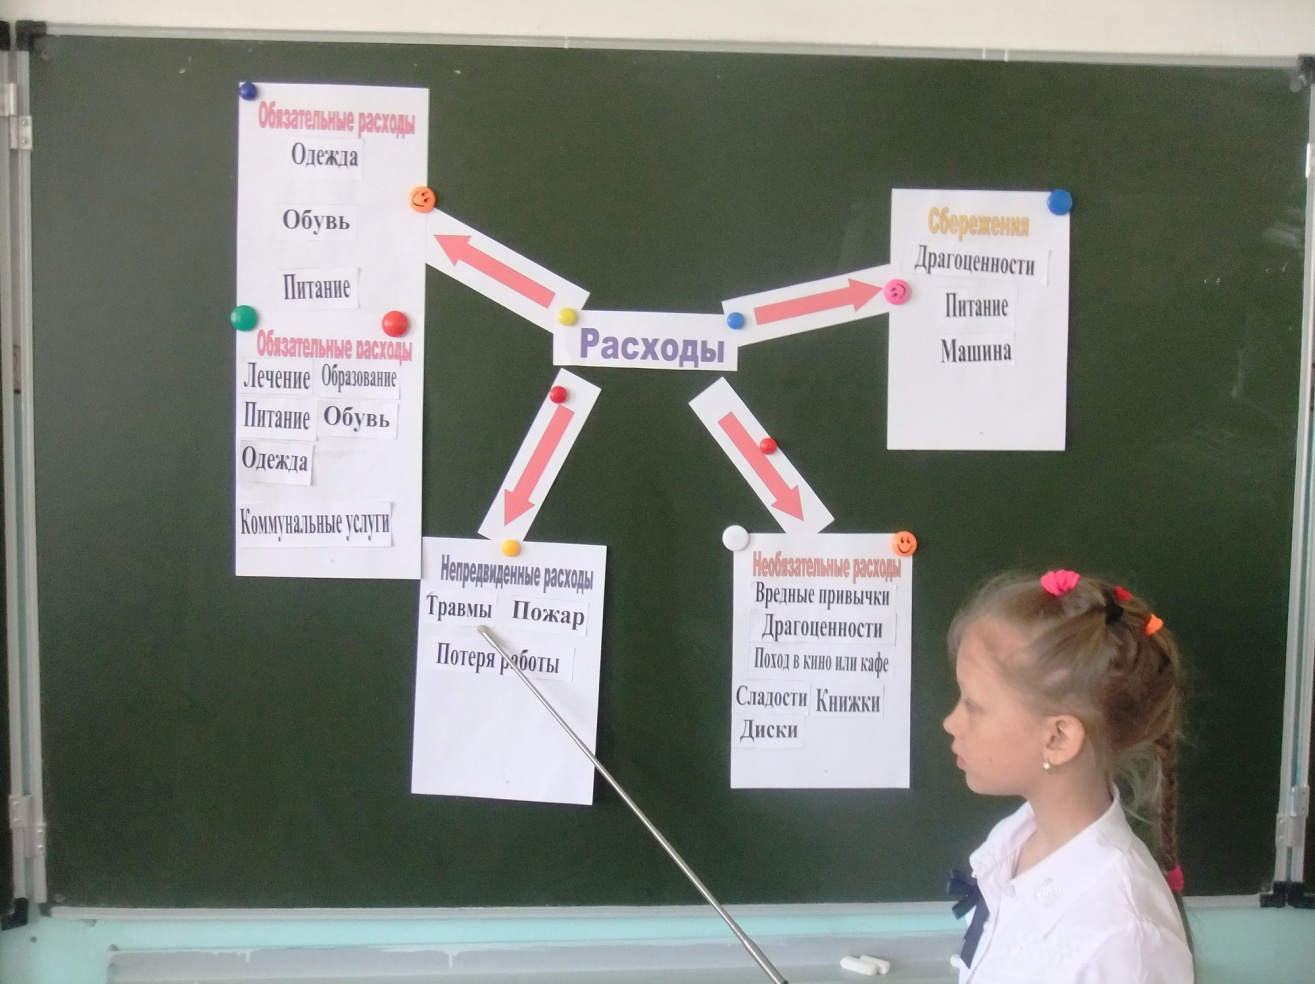 Обязательные расходы
Одежда
Обувь
Питание
Обязательные расходы
Лечение Образование
Питание Обувь
Одежда
Коммунальные услуги
Расходы
Сбережения
Драгоценности
Питание
Машина
Непредвиденные расходы
Травмы Пожар
Потеря работы
Необязательные расходы
Вредные привычки
Драгоценности
Поход в кино или кафе
Сладости Книжки
Диски